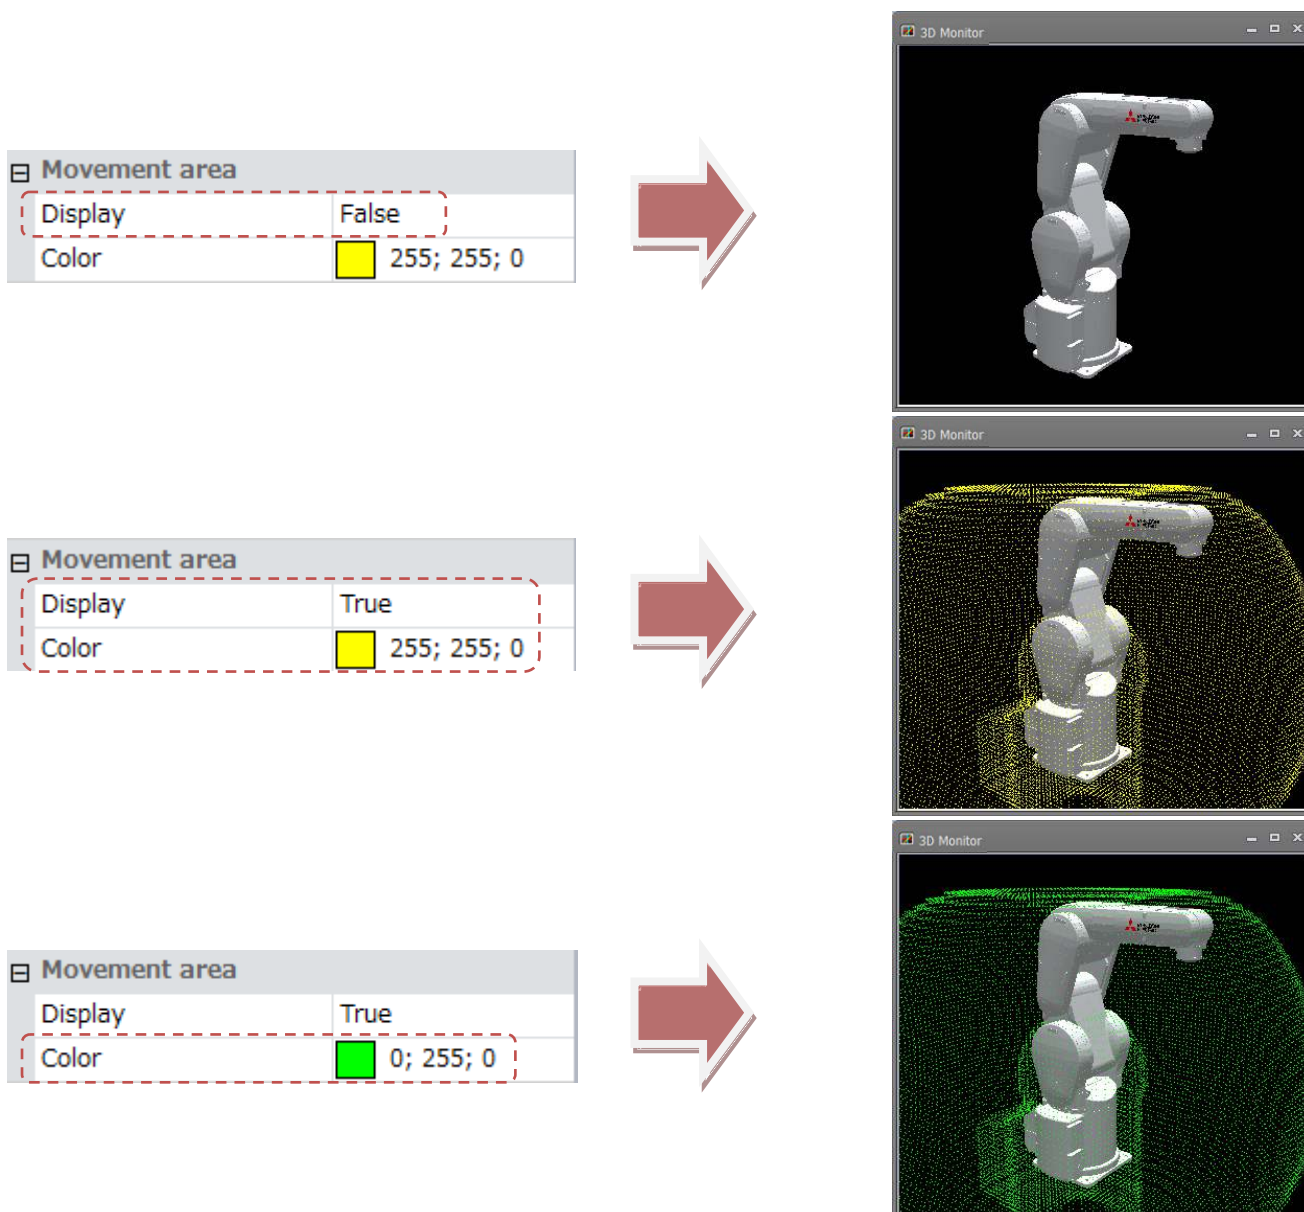 3D Monitor
Movement area
Display False
Color 255; 255; 0
3D Monitor
Movement area
Display True
Color 255; 255; 0
3D Monitor
Movement area
Display True
Color 0; 255; 0